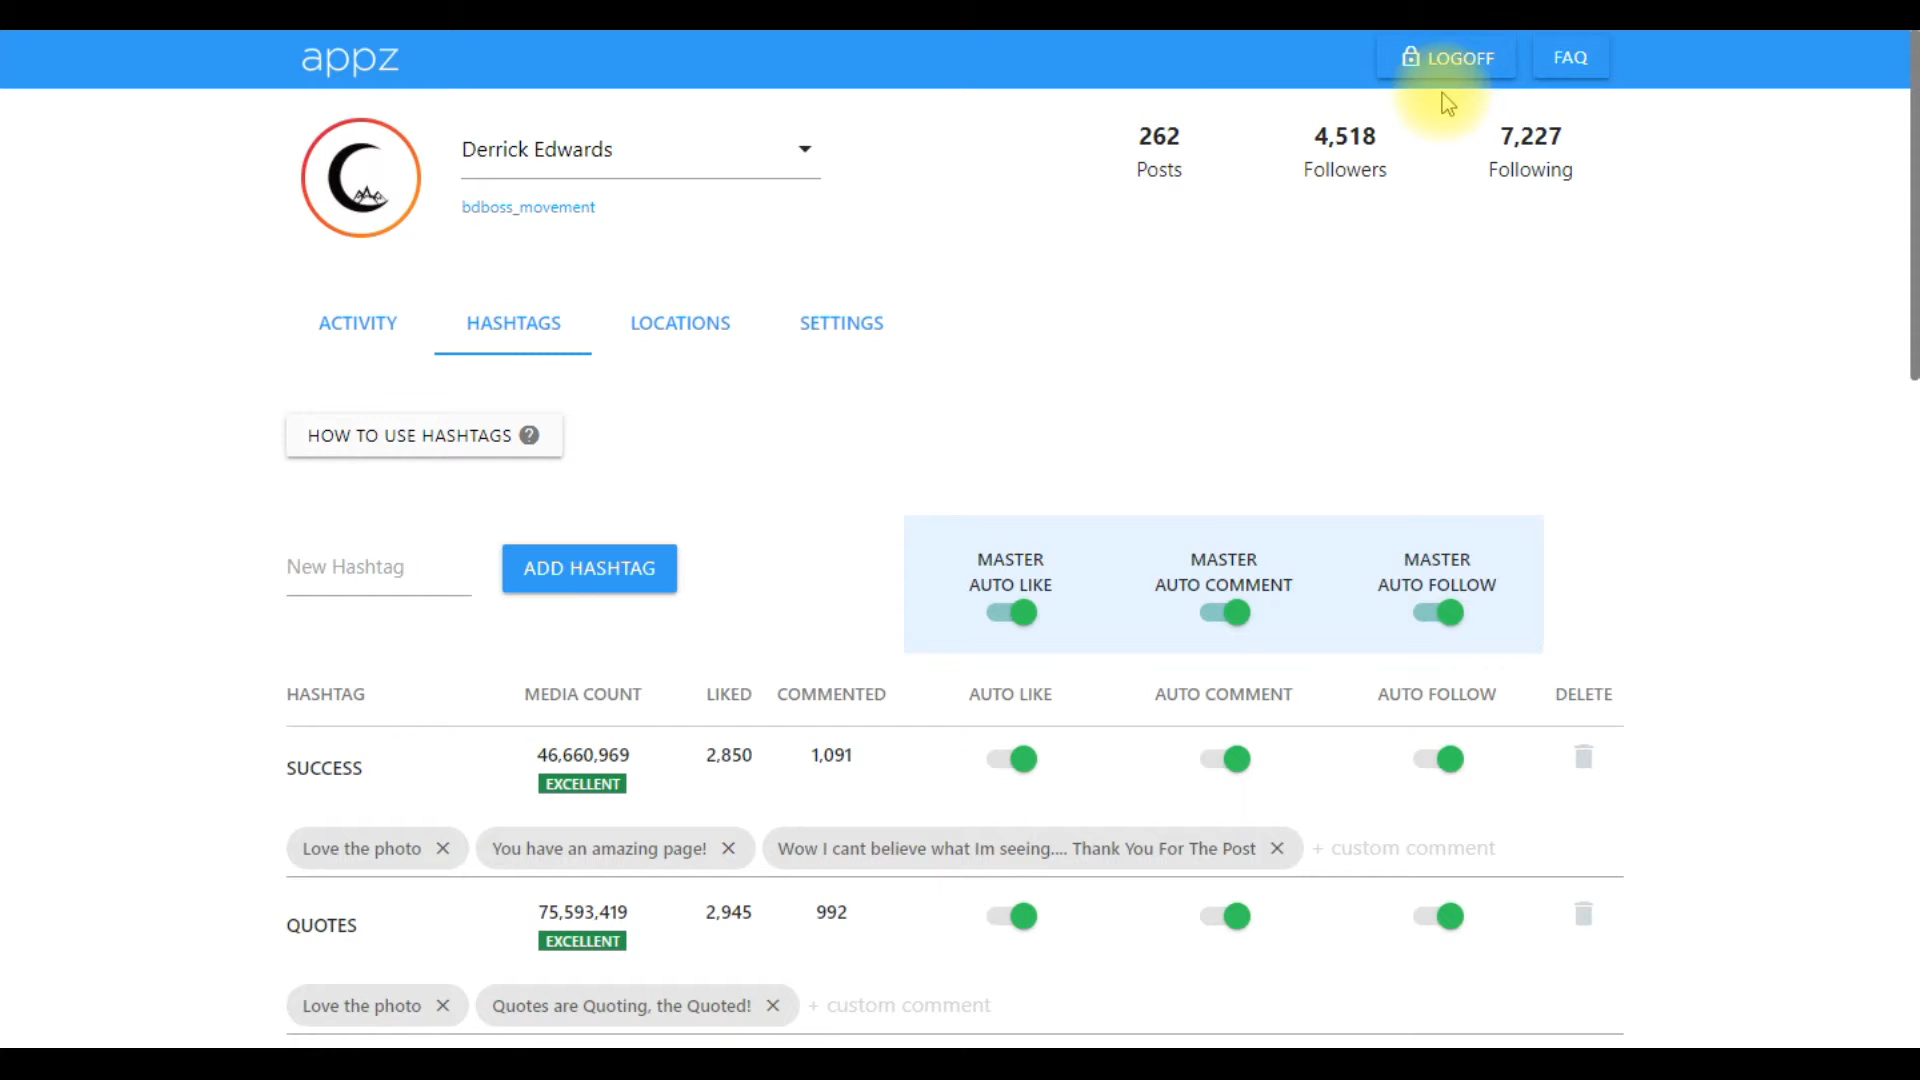 appz
LOGOFF
FAQ
Derrick Edwards
bdboss_movement
262
Posts
4,518
Followers
7,227
Following
ACTIVITY
HASHTAGS
LOCATIONS
SETTINGS
HOW TO USE HASHTAGS ?
New Hashtag
ADD HASHTAG
MASTER
AUTO LIKE
MASTER
AUTO COMMENT
MASTER
AUTO FOLLOW
HASHTAG MEDIA COUNT LIKED COMMENTED AUTO LIKE AUTO COMMENT AUTO FOLLOW DELETE
SUCCESS 46,660,969 2,850 1,091
EXCELLENT
Love the photo You have an amazing page! Wow I cant believe what Im seeing.... Thank You For The Post + custom comment
QUOTES 75,593,419 2,945 992
EXCELLENT
Love the photo Quotes are Quoting, the Quoted! + custom comment